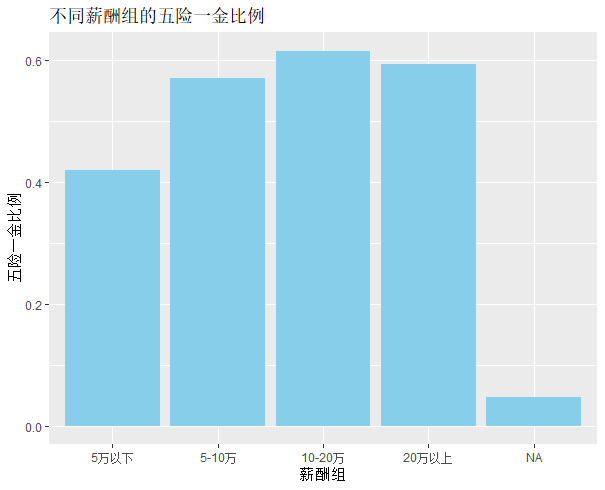 不同薪酬组的五险一金比例
五险一金比例
0.6
0.4
0.2
0.0
5万以下
5-10万
10-20万
20万以上
NA
薪酬组